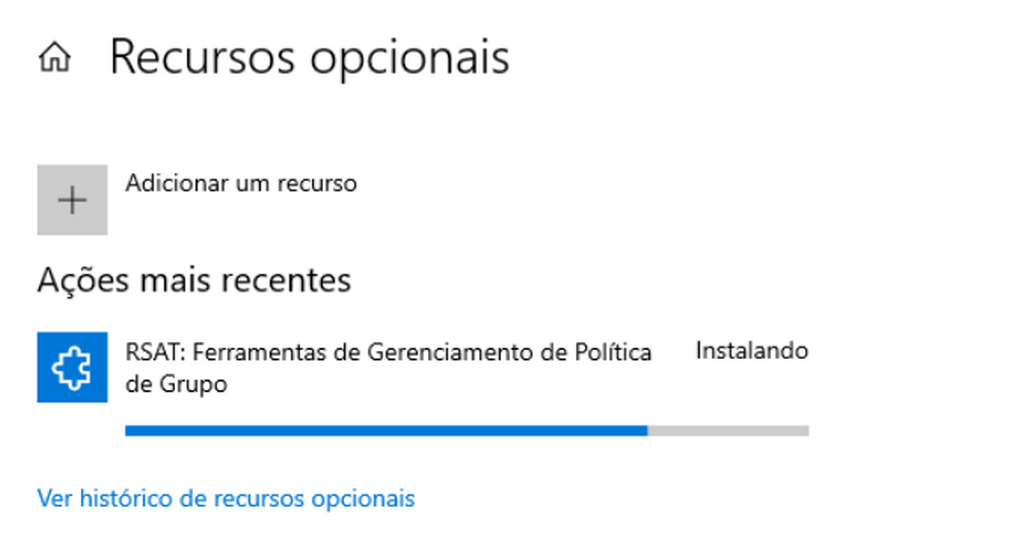 Recursos opcionais
Adicionar um recurso
Ações mais recentes
RSAT: Ferramentas de Gerenciamento de Política
de Grupo
Instalando
Ver histórico de recursos opcionais